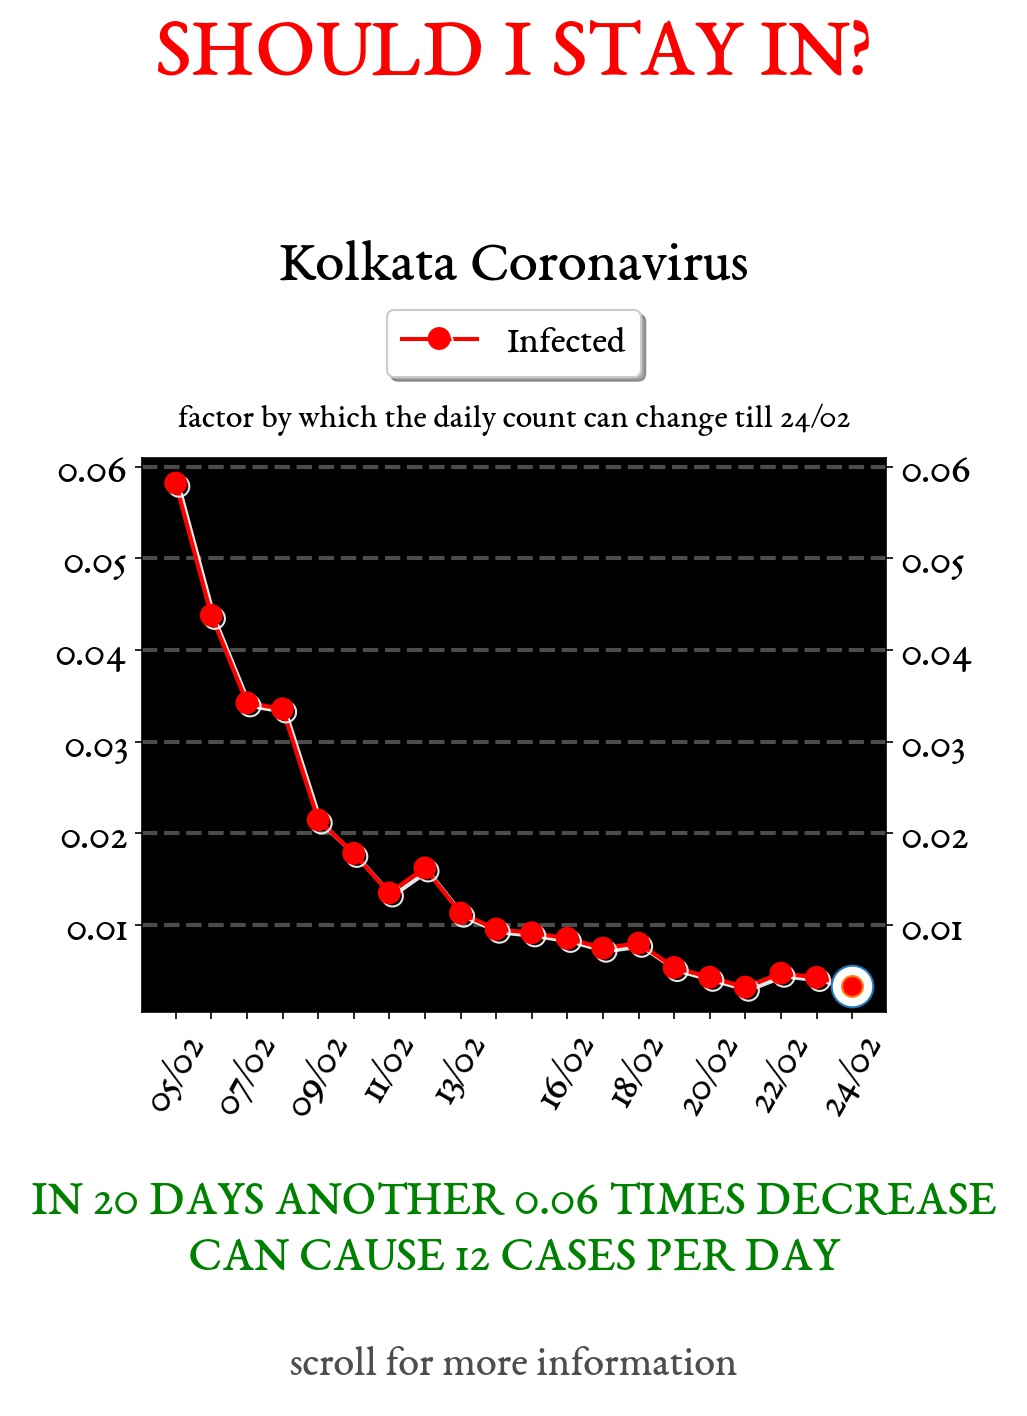 SHOULD I STAY IN?
Kolkata Coronavirus
Infected
factor by which the daily count can change till 24/02
0.06 0.06
0.05 0.05
0.04 0.04
0.03 0.03
0.02 0.02
0.01 0.01
05/02 07/02 09/02 11/02 13/02 16/02 18/02 20/02 22/02 24/02
IN 20 DAYS ANOTHER 0.06 TIMES DECREASE
CAN CAUSE 12 CASES PER DAY
scroll for more information